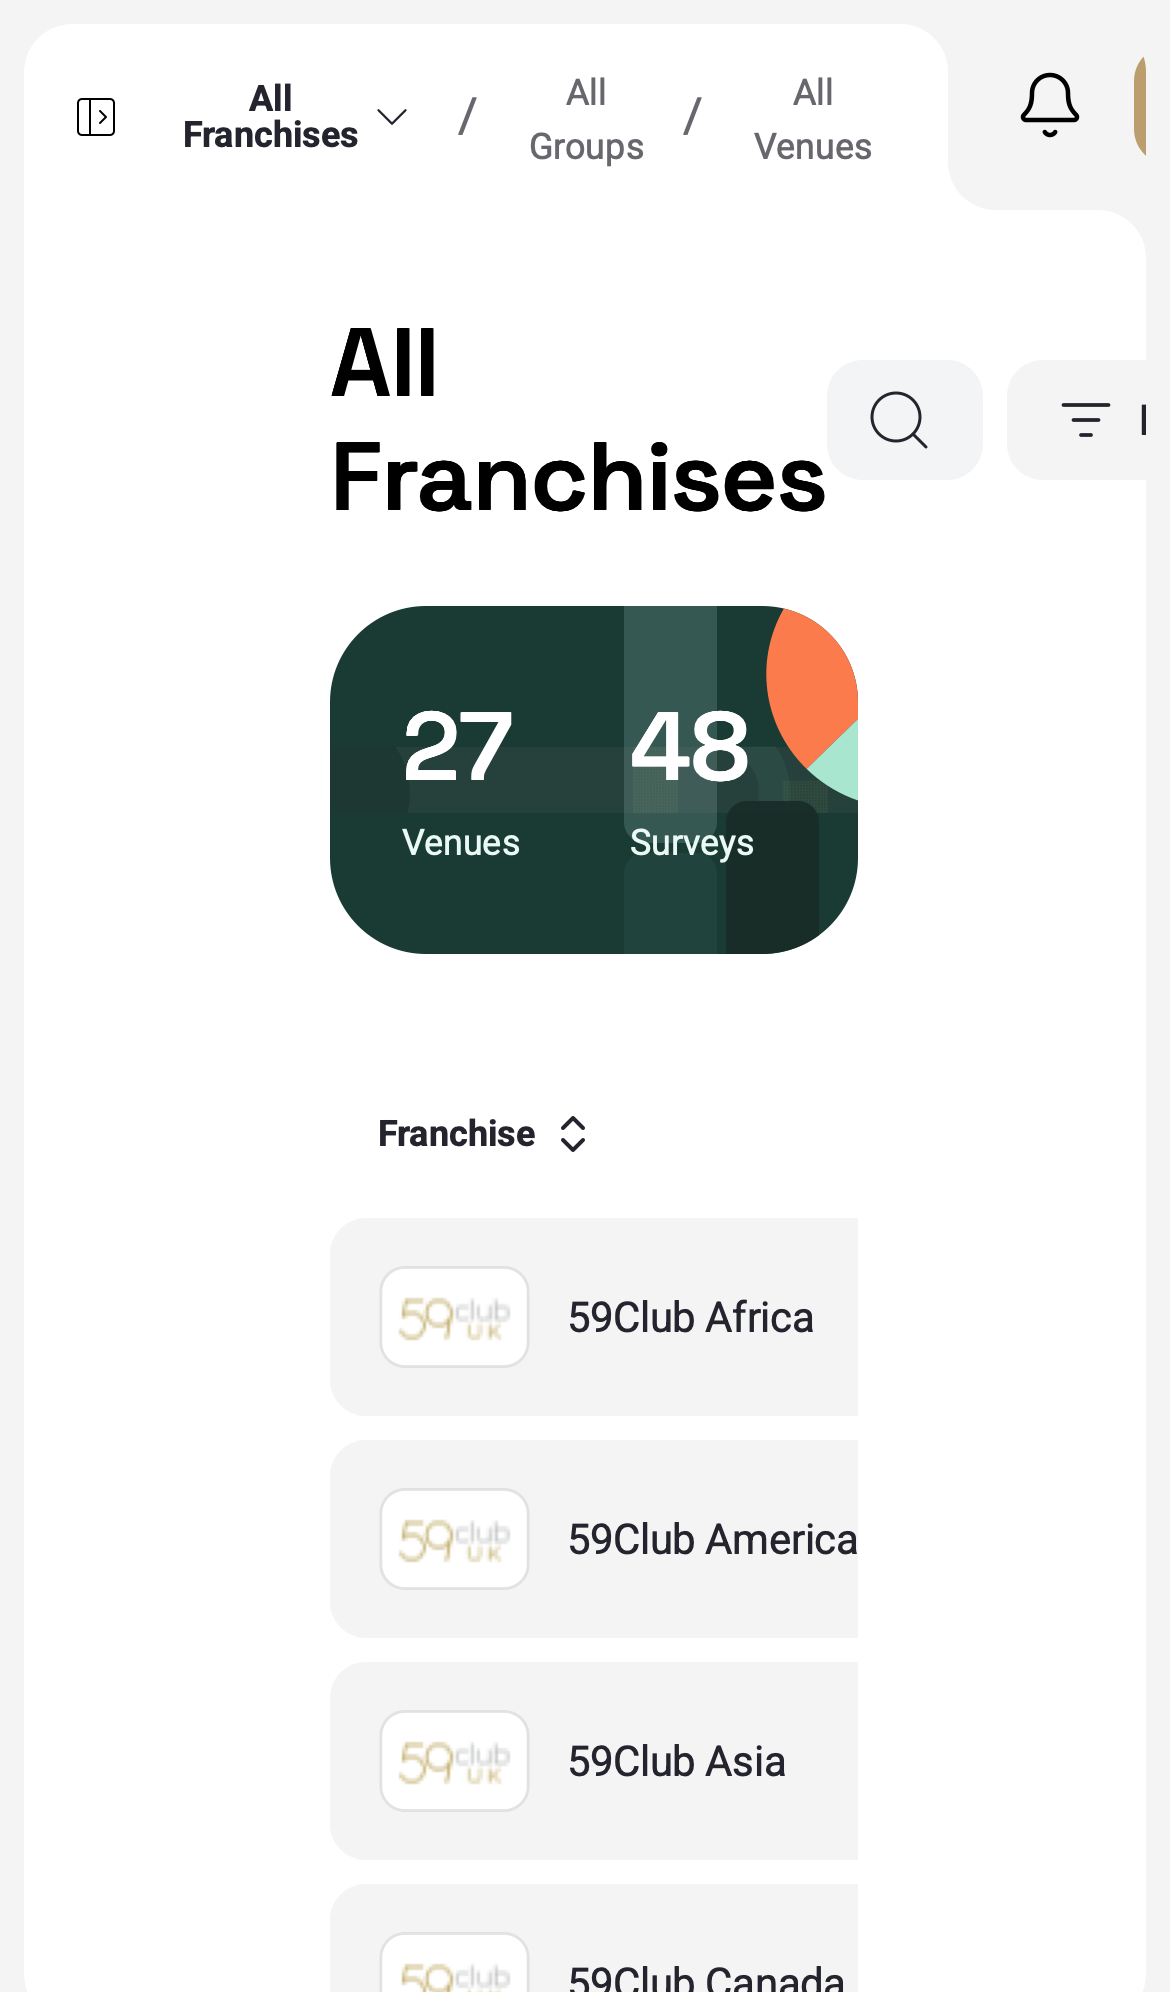 All
Franchises
/
All
Groups
/
All
Venues
All
Franchises
27
48
Venues
Surveys
Franchise
59club
UK
59Club Africa
59club
UK
59Club America
59club
UK
59Club Asia
59club
59Club Canada